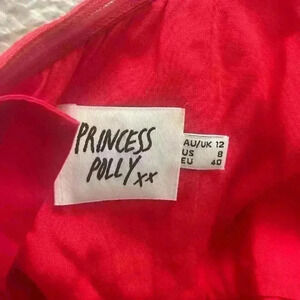 PRINCESS
POLLY xx
AU/UK 12
US 8
EU 40